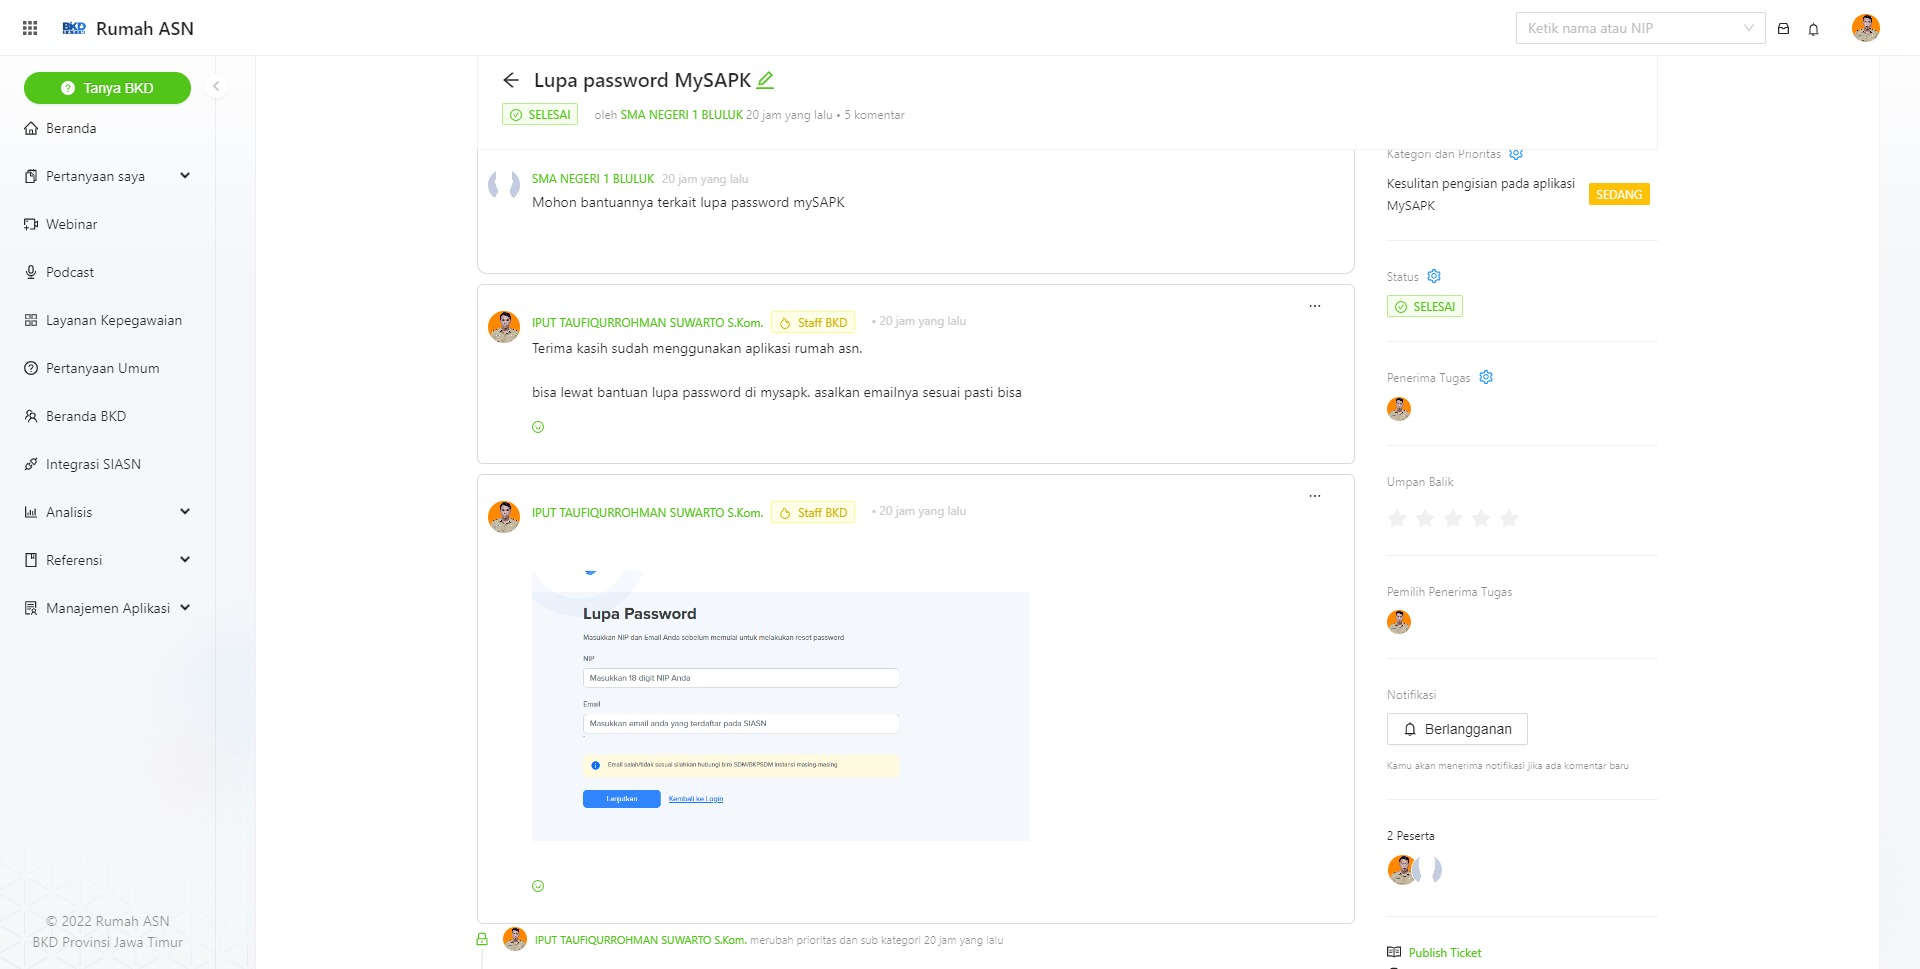 BKD
JATIM
Rumah ASN
Ketik nama atau NIP
Tanya BKD
Beranda
Pertanyaan saya
Webinar
Podcast
Layanan Kepegawaian
Pertanyaan Umum
Beranda BKD
Integrasi SIASN
Analisis
Referensi
Manajemen Aplikasi
© 2022 Rumah ASN
BKD Provinsi Jawa Timur
Lupa password MySAPK
SELESAI oleh SMA NEGERI 1 BLULUK 20 jam yang lalu • 5 komentar
SMA NEGERI 1 BLULUK 20 jam yang lalu
Mohon bantuannya terkait lupa password mySAPK
IPUT TAUFIQURROHMAN SUWARTO S.Kom. Staff BKD • 20 jam yang lalu
Terima kasih sudah menggunakan aplikasi rumah asn.
bisa lewat bantuan lupa password di mysapk. asalkan emailnya sesuai pasti bisa
IPUT TAUFIQURROHMAN SUWARTO S.Kom. Staff BKD • 20 jam yang lalu
Lupa Password
Masukkan NIP dan Email Anda sebelum memulai untuk melakukan reset password
NIP
Masukkan 18 digit NIP Anda
Email
Masukkan email anda yang terdaftar pada SIASN
Email salah/tidak sesuai silahkan hubungi biro SDM/BKPSDM instansi masing-masing
Lanjutkan Kembali ke Login
IPUT TAUFIQURROHMAN SUWARTO S.Kom. merubah prioritas dan sub kategori 20 jam yang lalu
Kategori dan Prioritas
Kesulitan pengisian pada aplikasi
MySAPK
SEDANG
Status
SELESAI
Penerima Tugas
Umpan Balik
Pemilih Penerima Tugas
Notifikasi
Berlangganan
Kamu akan menerima notifikasi jika ada komentar baru
2 Peserta
Publish Ticket